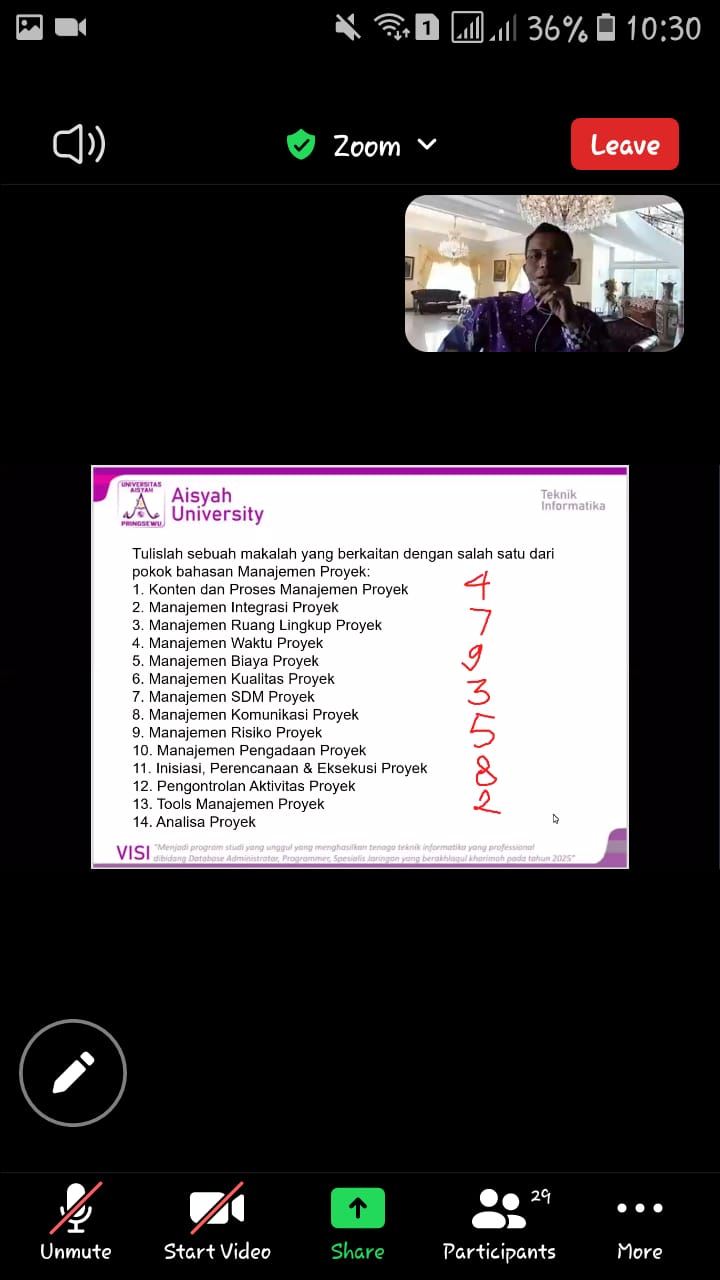 36% 10:30
Zoom
Leave
UNIVERSITAS
AISYAH
PRINGSEWU
Aisyah
University
Teknik
Informatika
Tulislah sebuah makalah yang berkaitan dengan salah satu dari
pokok bahasan Manajemen Proyek:
1. Konten dan Proses Manajemen Proyek
2. Manajemen Integrasi Proyek
3. Manajemen Ruang Lingkup Proyek
4. Manajemen Waktu Proyek
5. Manajemen Biaya Proyek
6. Manajemen Kualitas Proyek
7. Manajemen SDM Proyek
8. Manajemen Komunikasi Proyek
9. Manajemen Risiko Proyek
10. Manajemen Pengadaan Proyek
11. Inisiasi, Perencanaan & Eksekusi Proyek
12. Pengontrolan Aktivitas Proyek
13. Tools Manajemen Proyek
14. Analisa Proyek
4
7
9
3
5
8
2
VISI "Menjadi program studi yang unggul yang menghasilkan tenaga teknik informatika yang professional
dibidang Database Administrator, Programmer, Spesialis Jaringan yang berakhlaqul kharimah pada tahun 2025"
Unmute
Start Video
Share
29
Participants
More